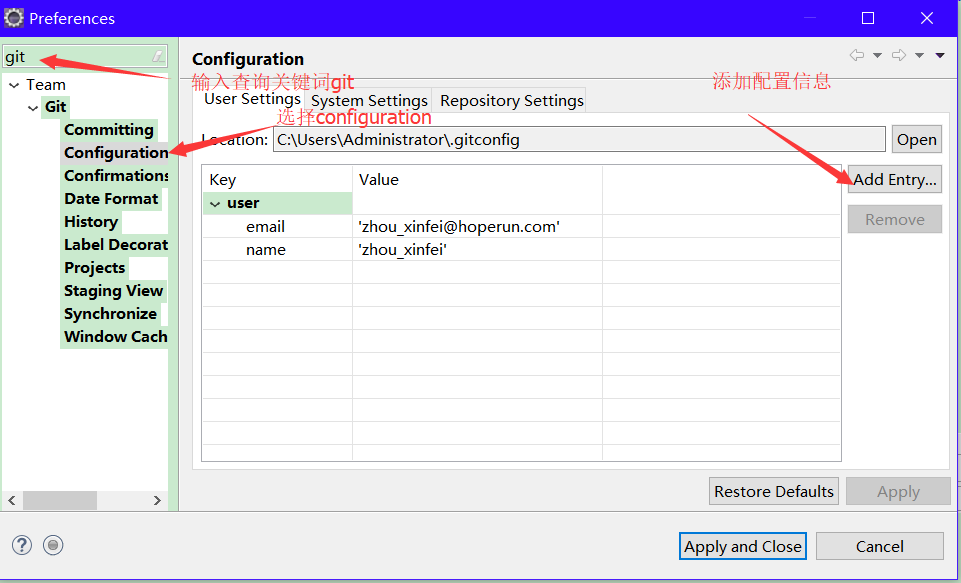 Preferences
git
Team
Git
Committing
Configuration
Confirmations
Date Format
History
Label Decorat
Projects
Staging View
Synchronize
Window Cach
Configuration
输入查询关键词git
添加配置信息
User Settings System Settings Repository Settings
选择configuration
Location: C:\Users\Administrator\.gitconfig Open
Key Value Add Entry...
user Remove
email 'zhou_xinfei@hoperun.com'
name 'zhou_xinfei'
Restore Defaults Apply
Apply and Close Cancel